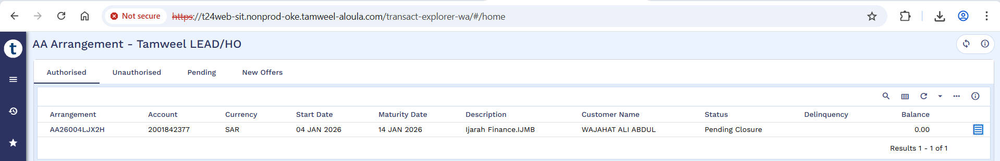 Not secure https://t24web-sit.nonprod-oke.tamweel-aloula.com/transact-explorer-wa/#/home
t
AA Arrangement - Tamweel LEAD/HO
Authorised Unauthorised Pending New Offers
Arrangement Account Currency Start Date Maturity Date Description Customer Name Status Delinquency Balance
AA26004LJX2H 2001842377 SAR 04 JAN 2026 14 JAN 2026 Ijarah Finance.IJMB WAJAHAT ALI ABDUL Pending Closure 0.00
Results 1 - 1 of 1